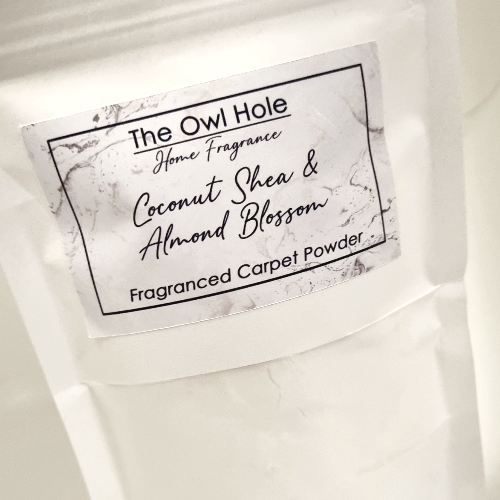 The Owl Hole
Home Fragrance
Coconut Shea &
Almond Blossom
Fragranced Carpet Powder